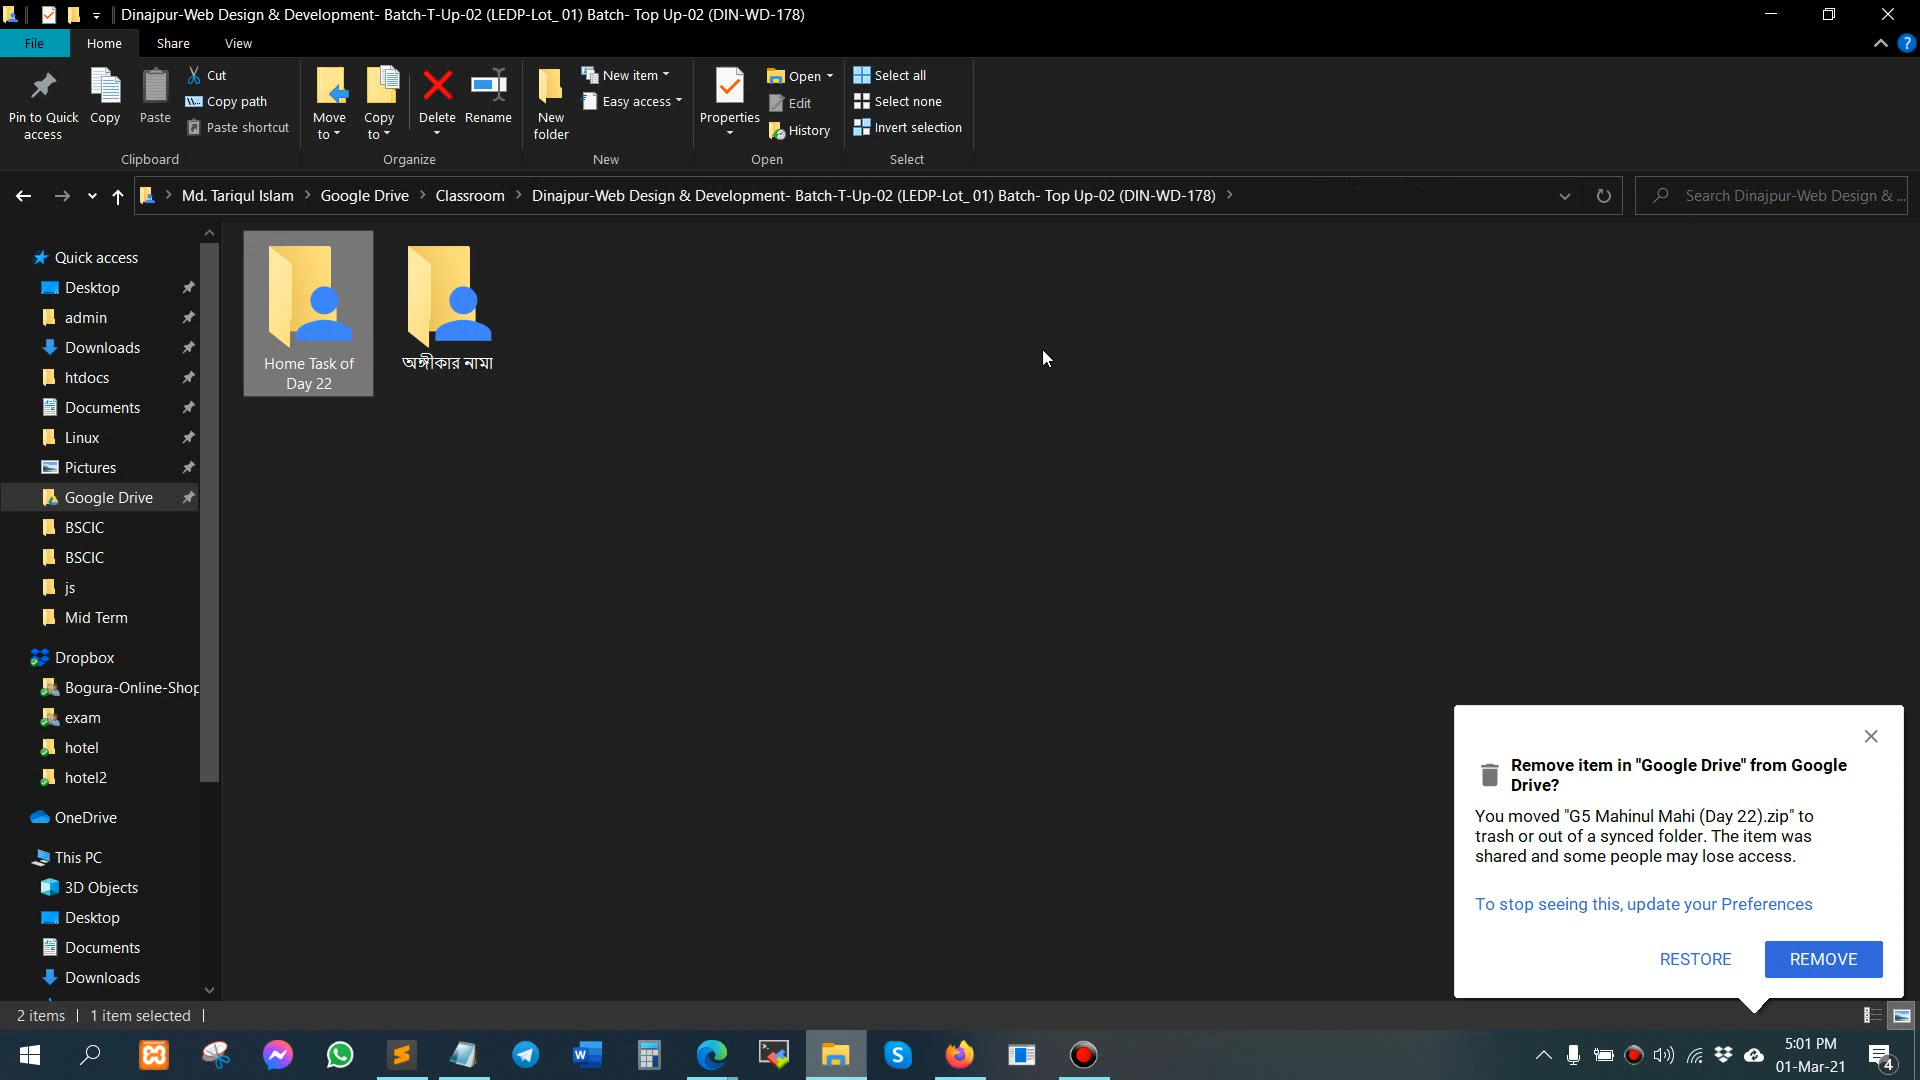 Dinajpur-Web Design & Development- Batch-T-Up-02 (LEDP-Lot_ 01) Batch- Top Up-02 (DIN-WD-178)
File Home Share View
Pin to Quick access
Copy
Paste
Cut
Copy path
Paste shortcut
Clipboard
Move to
Copy to
Delete
Rename
Organize
New folder
New item
Easy access
New
Properties
Open
Edit
History
Open
Select all
Select none
Invert selection
Select
Md. Tariqul Islam > Google Drive > Classroom > Dinajpur-Web Design & Development- Batch-T-Up-02 (LEDP-Lot_ 01) Batch- Top Up-02 (DIN-WD-178) >
Search Dinajpur-Web Design & ...
Quick access
Desktop
admin
Downloads
htdocs
Documents
Linux
Pictures
Google Drive
BSCIC
BSCIC
js
Mid Term
Dropbox
Bogura-Online-Shop
exam
hotel
hotel2
OneDrive
This PC
3D Objects
Desktop
Documents
Downloads
Home Task of
Day 22
অঙ্গীকার নামা
Remove item in "Google Drive" from Google
Drive?
You moved "G5 Mahinul Mahi (Day 22).zip" to
trash or out of a synced folder. The item was
shared and some people may lose access.
To stop seeing this, update your Preferences
RESTORE REMOVE
2 items 1 item selected
5:01 PM
01-Mar-21
4